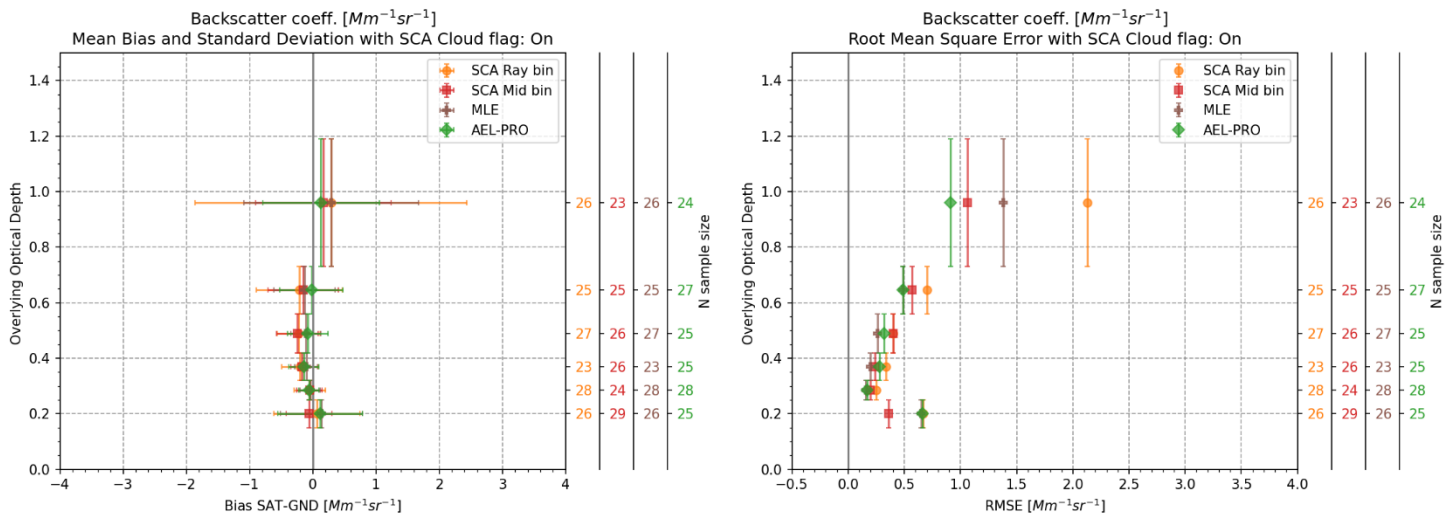 Backscatter coeff. [Mm⁻¹sr⁻¹]
Mean Bias and Standard Deviation with SCA Cloud flag: On
SCA Ray bin
SCA Mid bin
MLE
AEL-PRO
1.4
1.2
1.0
0.8
0.6
0.4
0.2
0.0
Overlying Optical Depth
−4 −3 −2 −1 0 1 2 3 4
Bias SAT-GND [Mm⁻¹sr⁻¹]
26 23 26 24
25 25 25 27
27 26 27 25
23 26 23 25
28 24 28 28
26 29 26 25
N sample size
Backscatter coeff. [Mm⁻¹sr⁻¹]
Root Mean Square Error with SCA Cloud flag: On
SCA Ray bin
SCA Mid bin
MLE
AEL-PRO
1.4
1.2
1.0
0.8
0.6
0.4
0.2
0.0
Overlying Optical Depth
−0.5 0.0 0.5 1.0 1.5 2.0 2.5 3.0 3.5 4.0
RMSE [Mm⁻¹sr⁻¹]
26 23 26 24
25 25 25 27
27 26 27 25
23 26 23 25
28 24 28 28
26 29 26 25
N sample size